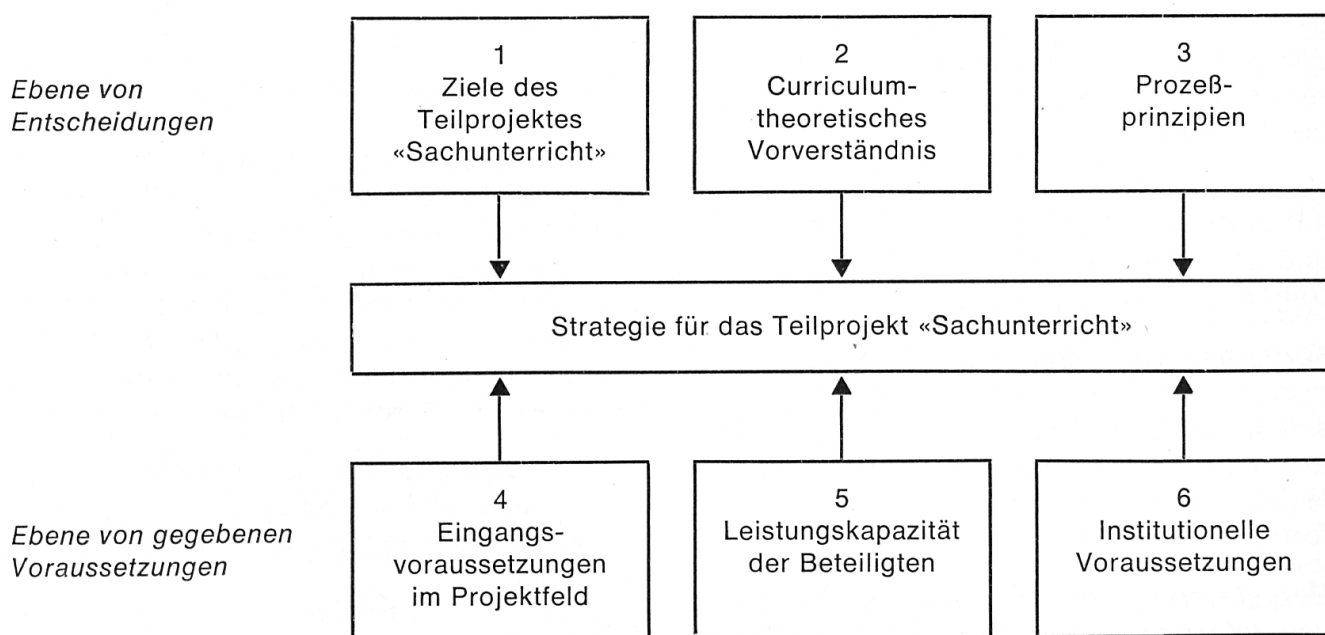 Ebene von
Entscheidungen
1
Ziele des
Teilprojektes
«Sachunterricht»
2
Curriculum-
theoretisches
Vorverständnis
3
Prozeß-
prinzipien
Strategie für das Teilprojekt «Sachunterricht»
Ebene von gegebenen
Voraussetzungen
4
Eingangs-
voraussetzungen
im Projektfeld
5
Leistungskapazität
der Beteiligten
6
Institutionelle
Voraussetzungen